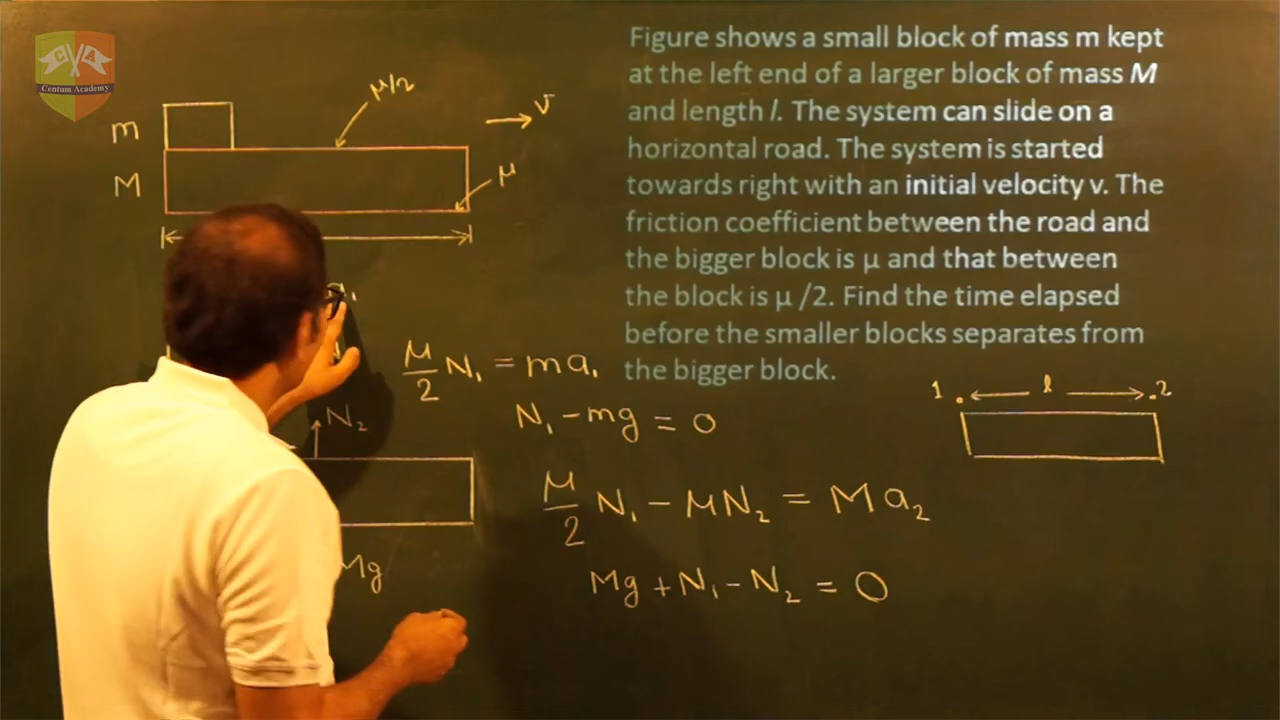 C A
Centum Academy
μ/2
v
m
M
μ
Figure shows a small block of mass m kept
at the left end of a larger block of mass M
and length l. The system can slide on a
horizontal road. The system is started
towards right with an initial velocity v. The
friction coefficient between the road and
the bigger block is μ and that between
the block is μ /2. Find the time elapsed
before the smaller blocks separates from
the bigger block.
μ/2 N₁ = ma₁
N₁ - mg = 0
1. l .2
N₂
μ/2 N₁ - μN₂ = Ma₂
Mg
Mg + N₁ - N₂ = 0